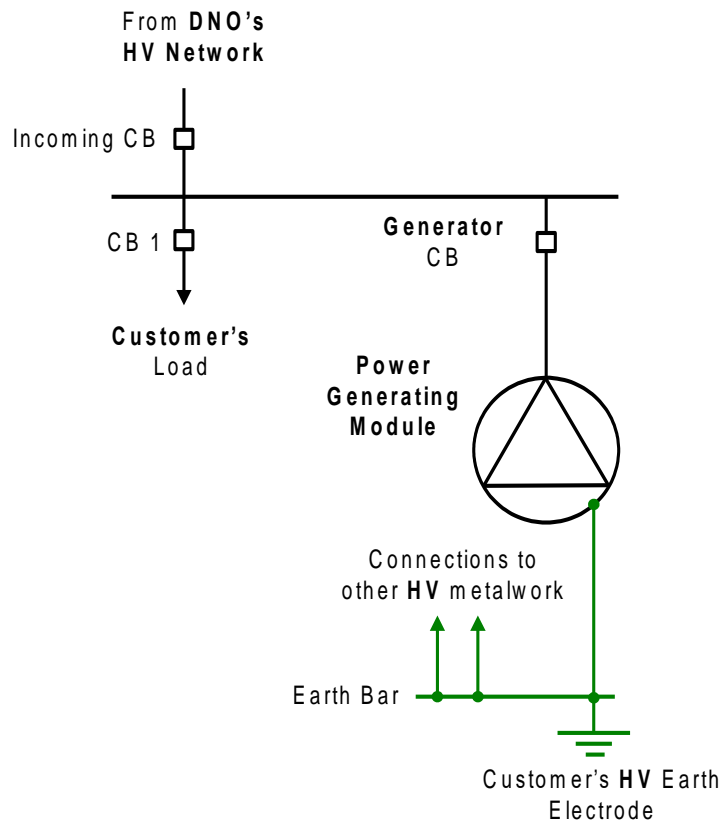 From DNO's
HV Network
Incoming CB
CB 1
Generator
CB
Customer's
Load
Power
Generating
Module
Connections to
other HV metalwork
Earth Bar
Customer's HV Earth
Electrode